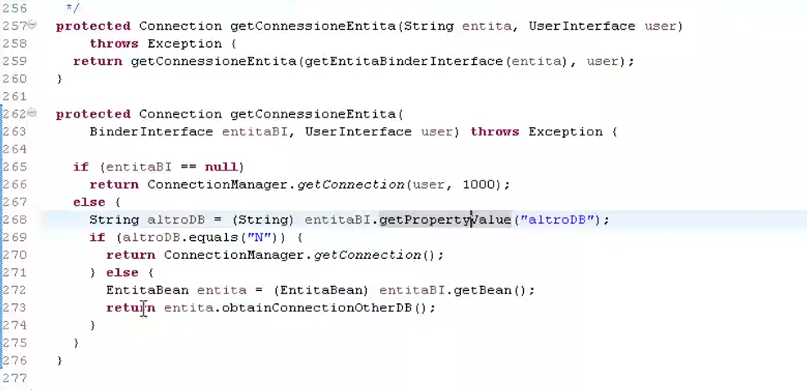 256 */
257 protected Connection getConnessioneEntita(String entita, UserInterface user)
258 throws Exception {
259 return getConnessioneEntita(getEntitaBinderInterface(entita), user);
260 }
261
262 protected Connection getConnessioneEntita(
263 BinderInterface entitaBI, UserInterface user) throws Exception {
264
265 if (entitaBI == null)
266 return ConnectionManager.getConnection(user, 1000);
267 else {
268 String altroDB = (String) entitaBI.getPropertyValue("altroDB");
269 if (altroDB.equals("N")) {
270 return ConnectionManager.getConnection();
271 } else {
272 EntitaBean entita = (EntitaBean) entitaBI.getBean();
273 return entita.obtainConnectionOtherDB();
274 }
275 }
276 }
277